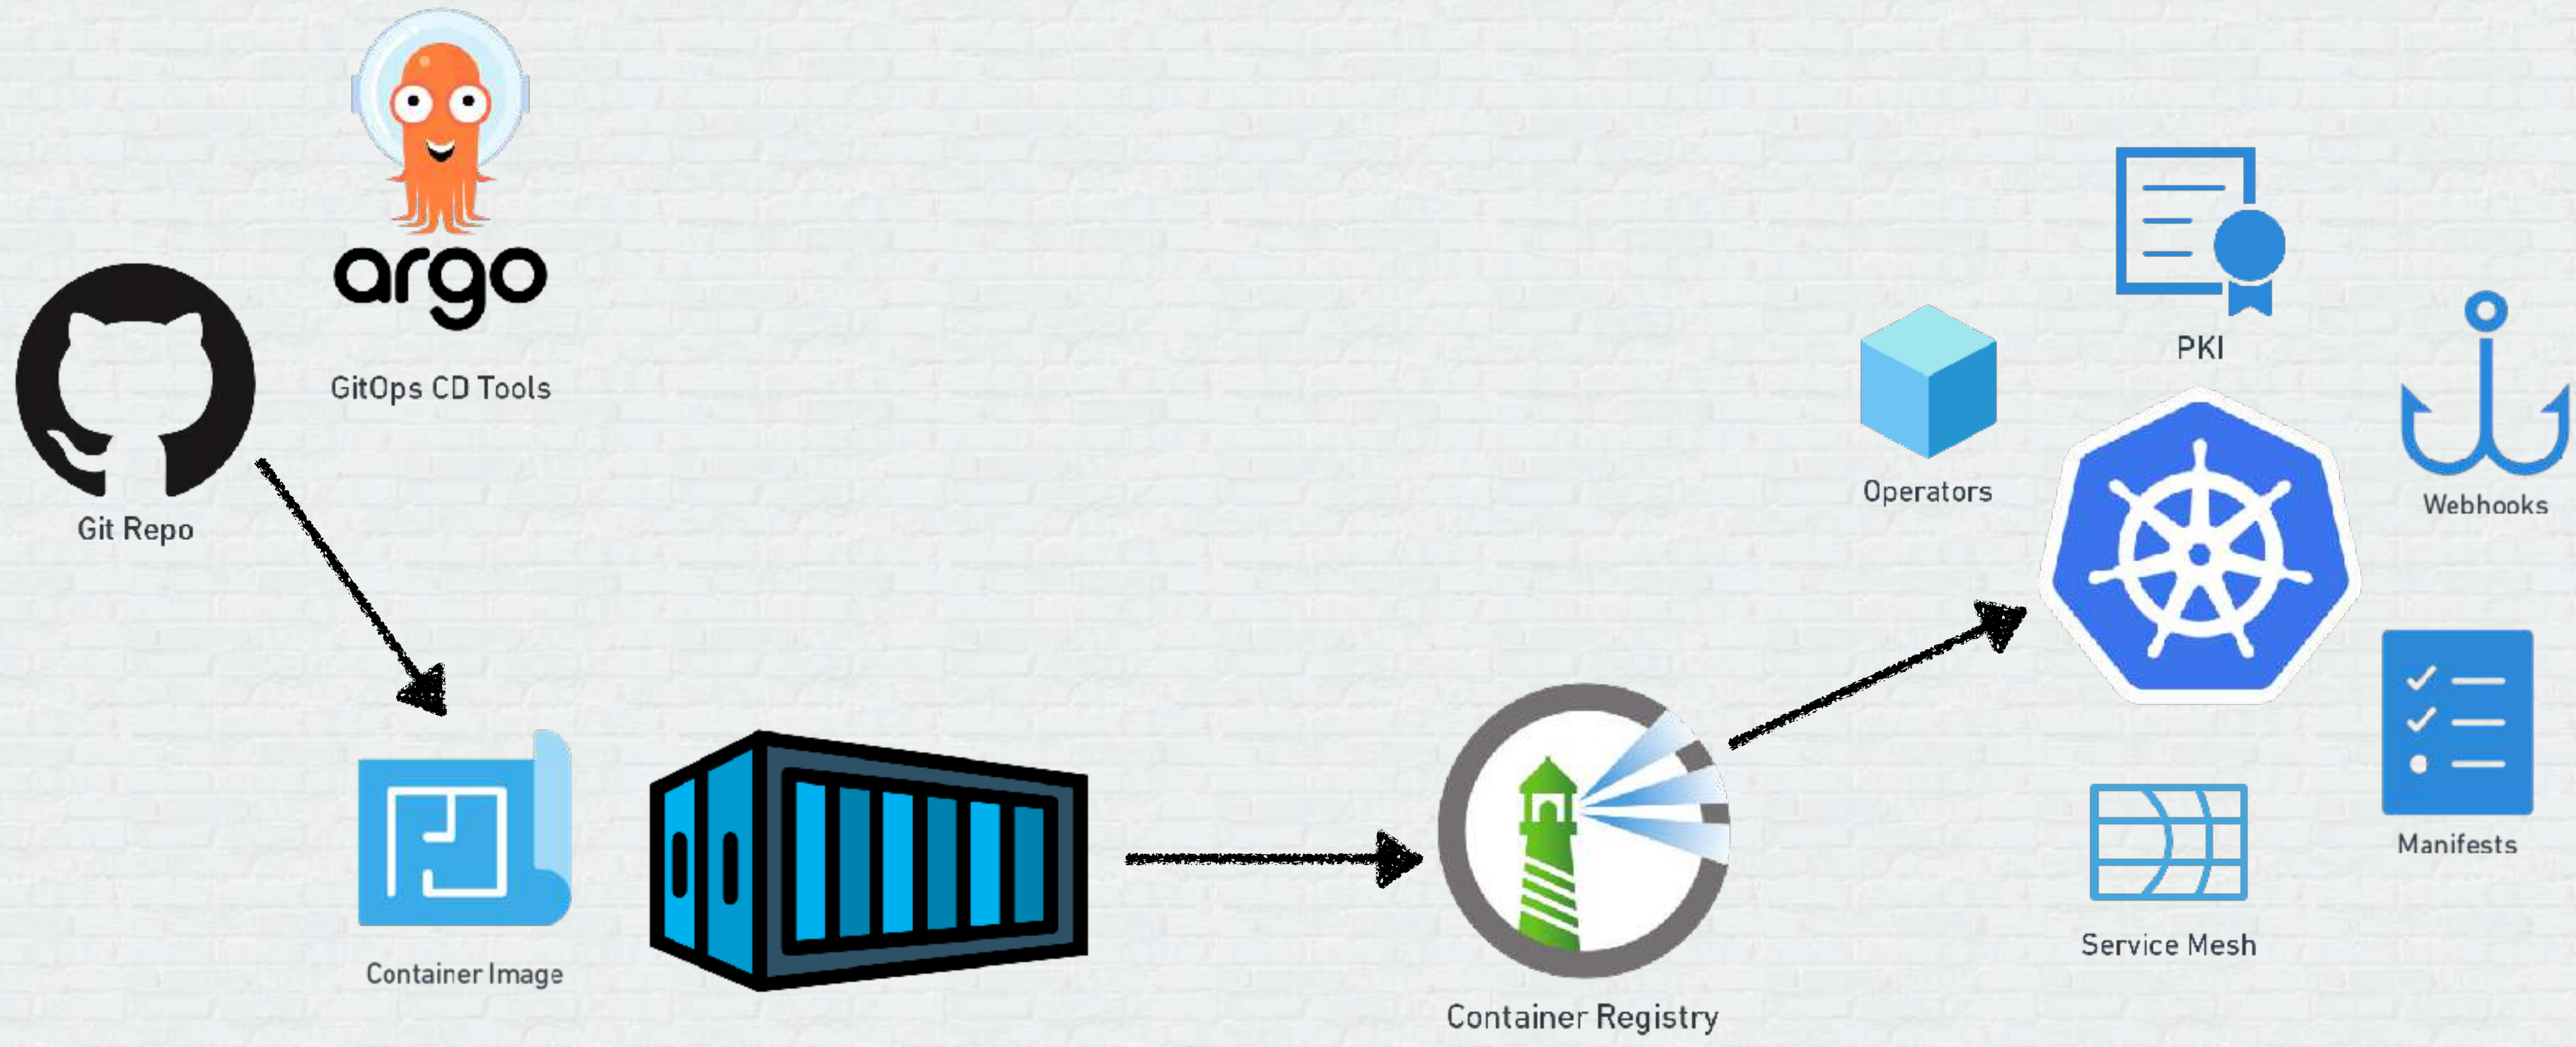 argo
GitOps CD Tools
Git Repo
Container Image
Container Registry
PKI
Operators
Webhooks
Manifests
Service Mesh